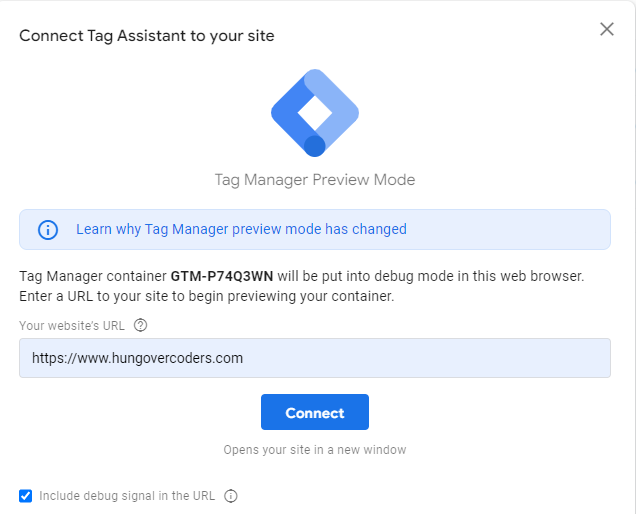 Connect Tag Assistant to your site
Tag Manager Preview Mode
Learn why Tag Manager preview mode has changed
Tag Manager container GTM-P74Q3WN will be put into debug mode in this web browser.
Enter a URL to your site to begin previewing your container.
Your website's URL
https://www.hungovercoders.com
Connect
Opens your site in a new window
Include debug signal in the URL